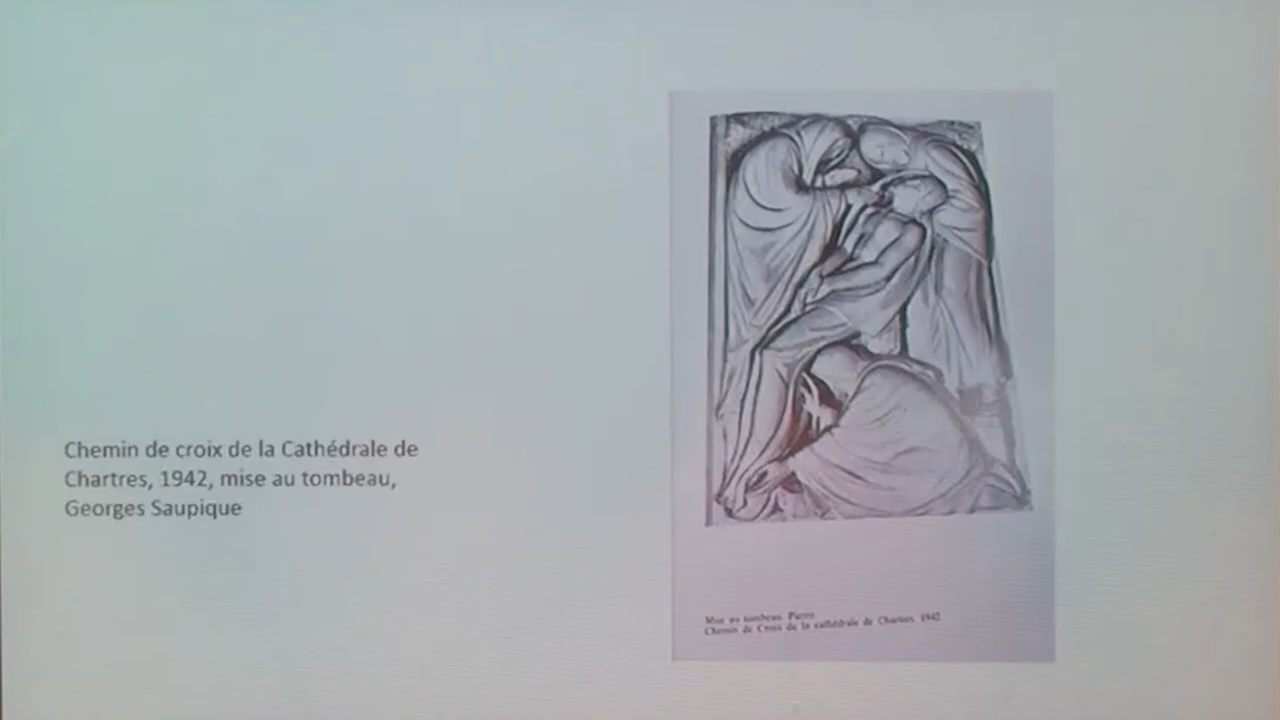 Chemin de croix de la Cathédrale de
Chartres, 1942, mise au tombeau,
Georges Saupique
Mise au tombeau. Pierre.
Chemin de Croix de la cathédrale de Chartres. 1942